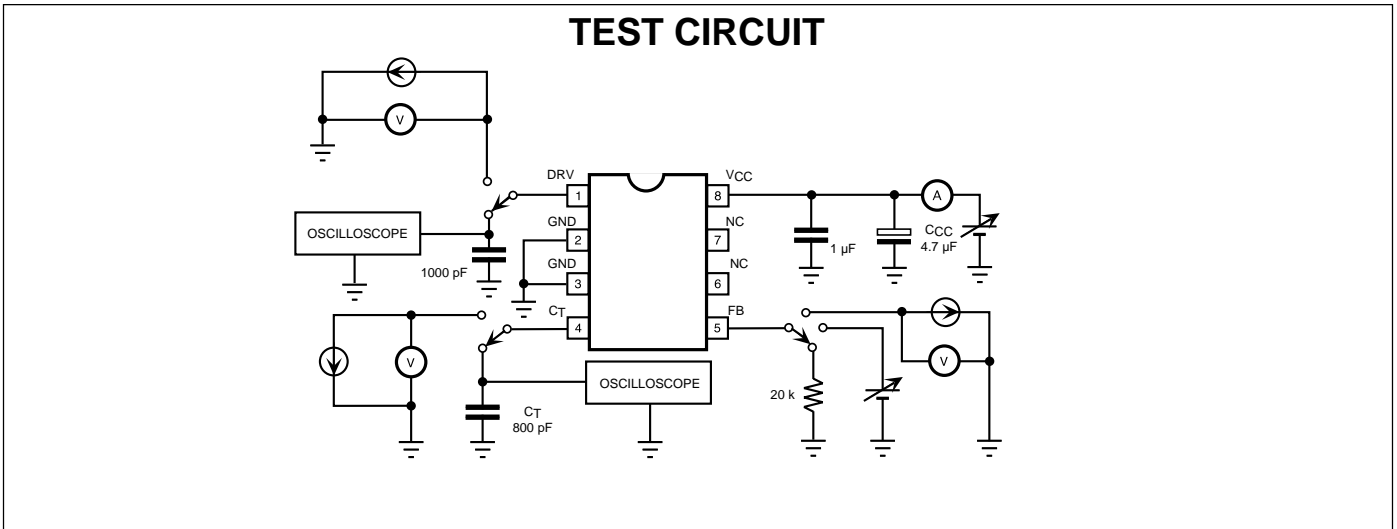 TEST CIRCUIT
V
DRV
1
VCC
8
OSCILLOSCOPE
1000 pF
GND
2
NC
7
GND
3
NC
6
CT
4
FB
5
A
1 µF
CCC
4.7 µF
V
OSCILLOSCOPE
CT
800 pF
20 k
V